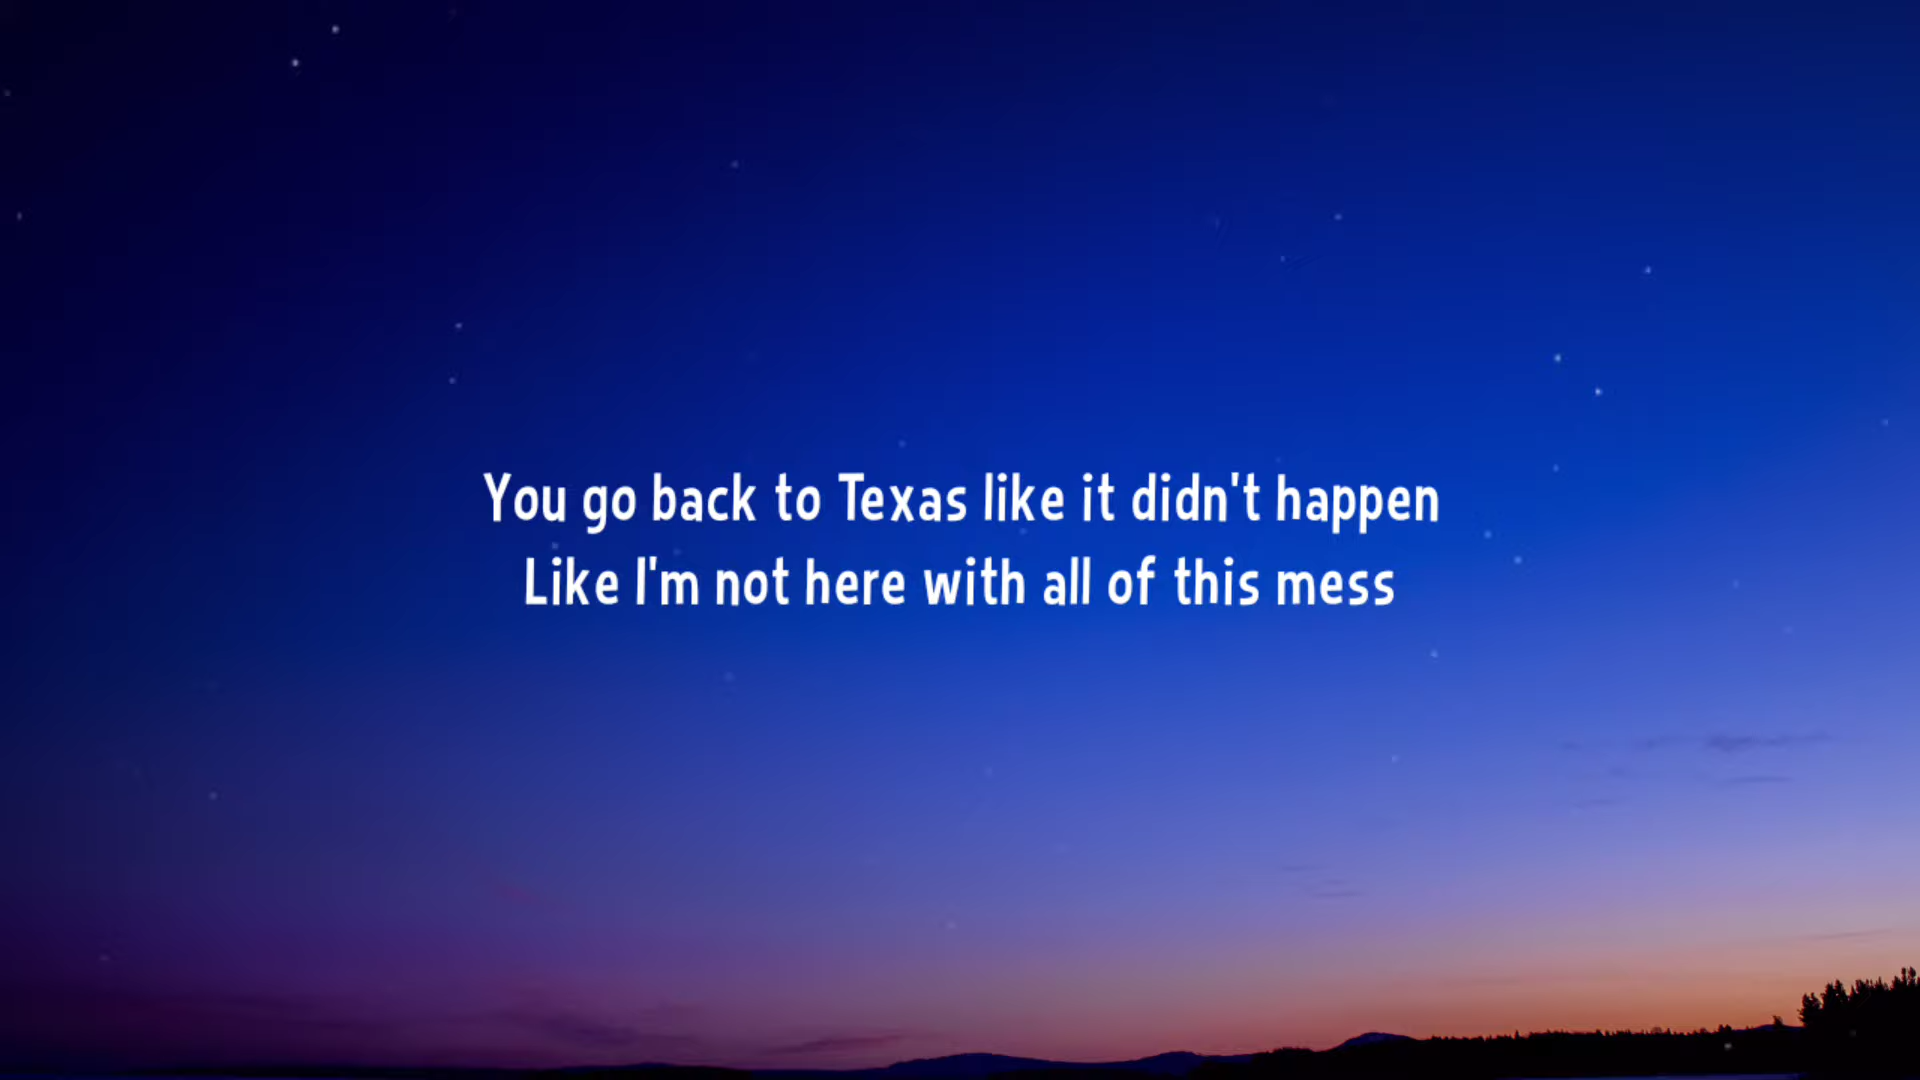 You go back to Texas like it didn't happen
Like I'm not here with all of this mess